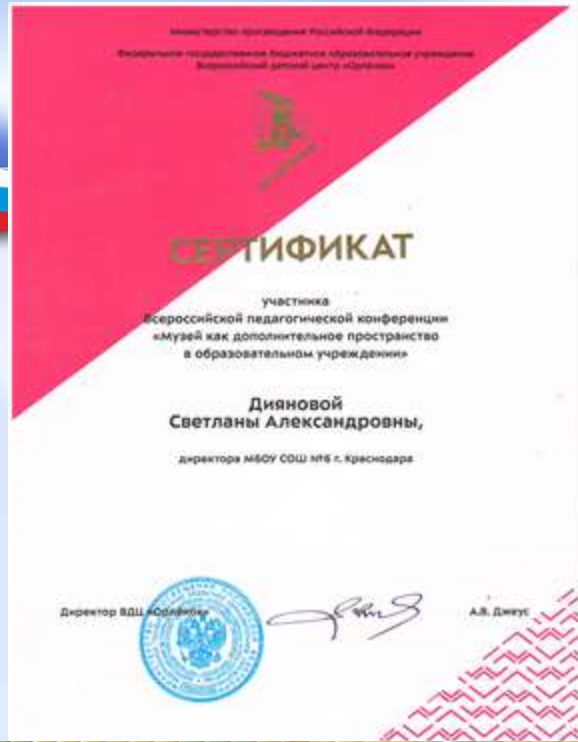 Министерство просвещения Российской Федерации
Федеральное государственное бюджетное образовательное учреждение
Всероссийский детский центр «Орлёнок»
СЕРТИФИКАТ
участника
Всероссийской педагогической конференции
«Музей как дополнительное пространство
в образовательном учреждении»
Дияновой
Светланы Александровны,
директора МБОУ СОШ №6 г. Краснодара
Директор ВДЦ «Орлёнок»
А.В. Джеус